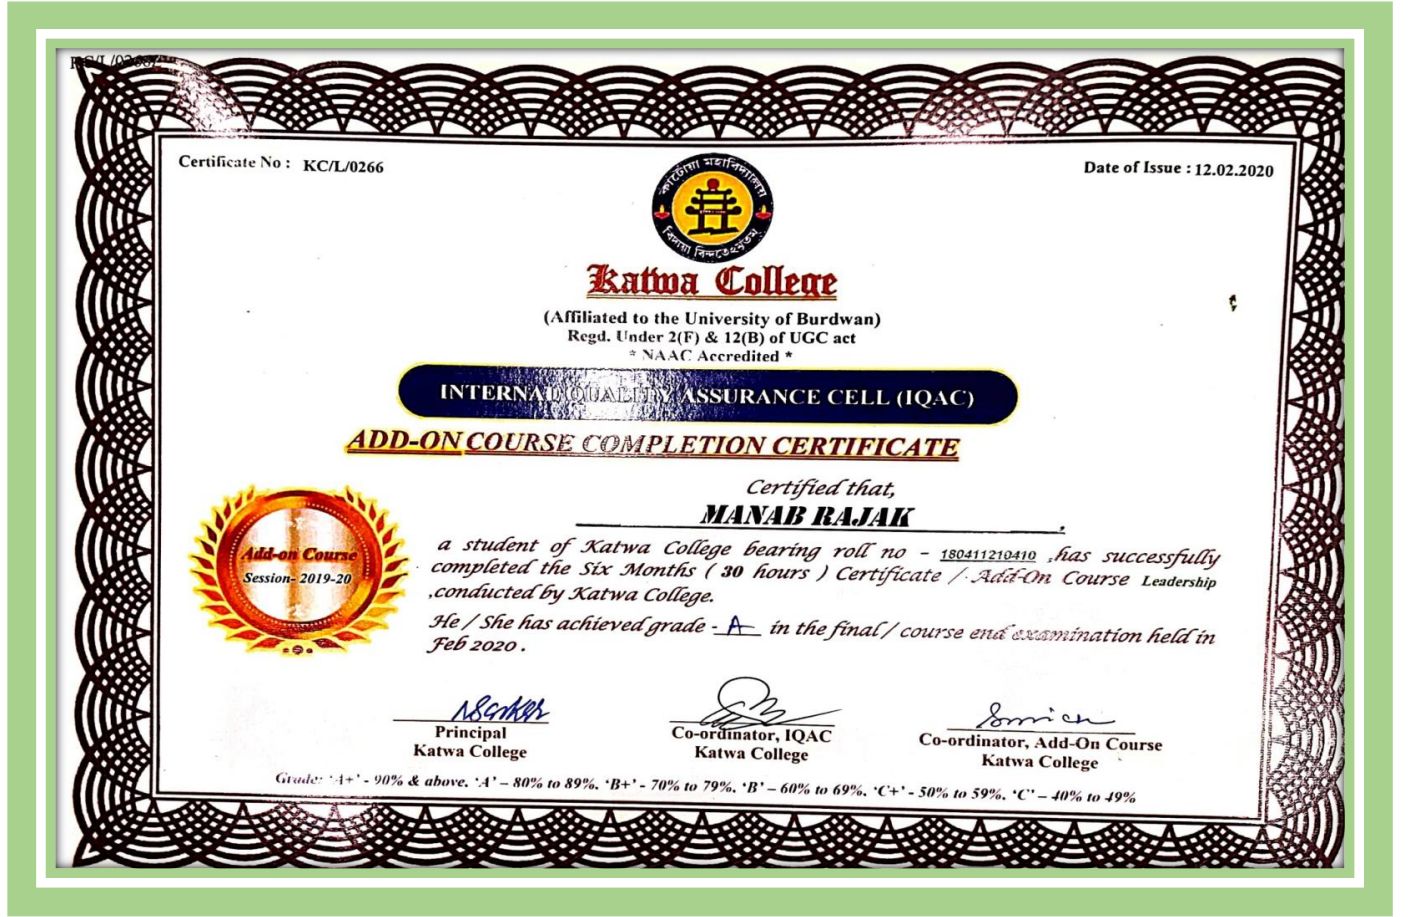 Certificate No : KC/L/0266
Date of Issue : 12.02.2020
কাটোয়া মহাবিদ্যালয়
Katwa College
(Affiliated to the University of Burdwan)
Regd. Under 2(F) & 12(B) of UGC act
* NAAC Accredited *
INTERNAL QUALITY ASSURANCE CELL (IQAC)
ADD-ON COURSE COMPLETION CERTIFICATE
Certified that,
MANAB RAJAK
Add-on Course
Session- 2019-20
a student of Katwa College bearing roll no – 180411210410 ,has successfully
completed the Six Months ( 30 hours ) Certificate / Add-On Course Leadership
,conducted by Katwa College.
He / She has achieved grade - A in the final / course end examination held in
Feb 2020 .
Principal
Katwa College
Co-ordinator, IQAC
Katwa College
Co-ordinator, Add-On Course
Katwa College
Grade: 'A+' - 90% & above. 'A' – 80% to 89%. 'B+' - 70% to 79%. 'B' – 60% to 69%. 'C+' - 50% to 59%. 'C' – 40% to 49%